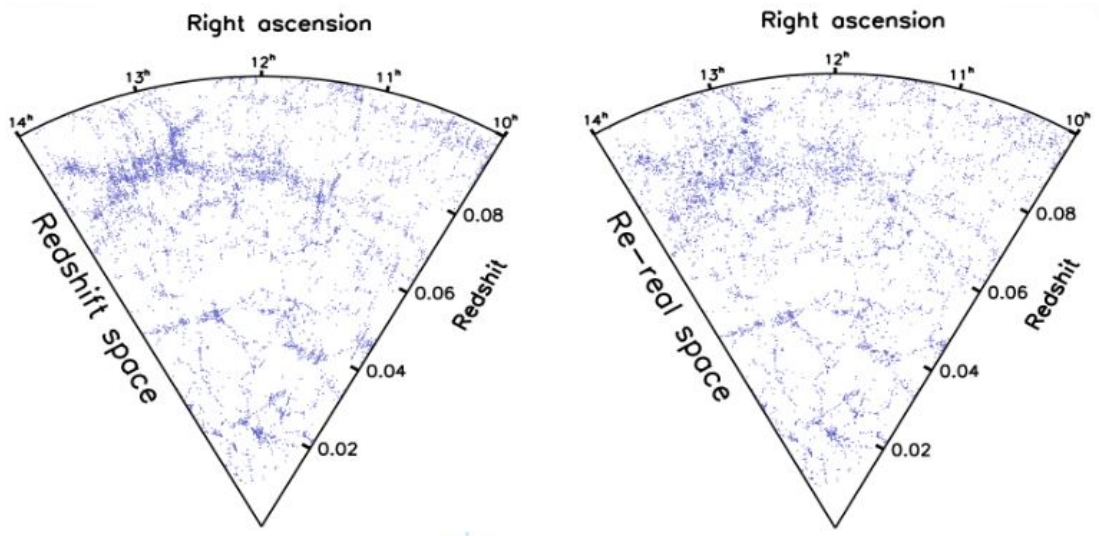 Right ascension
14ʰ 13ʰ 12ʰ 11ʰ 10ʰ
0.08
0.06
0.04
0.02
Redshift space
Redshit
Right ascension
14ʰ 13ʰ 12ʰ 11ʰ 10ʰ
0.08
0.06
0.04
0.02
Re-real space
Redshit